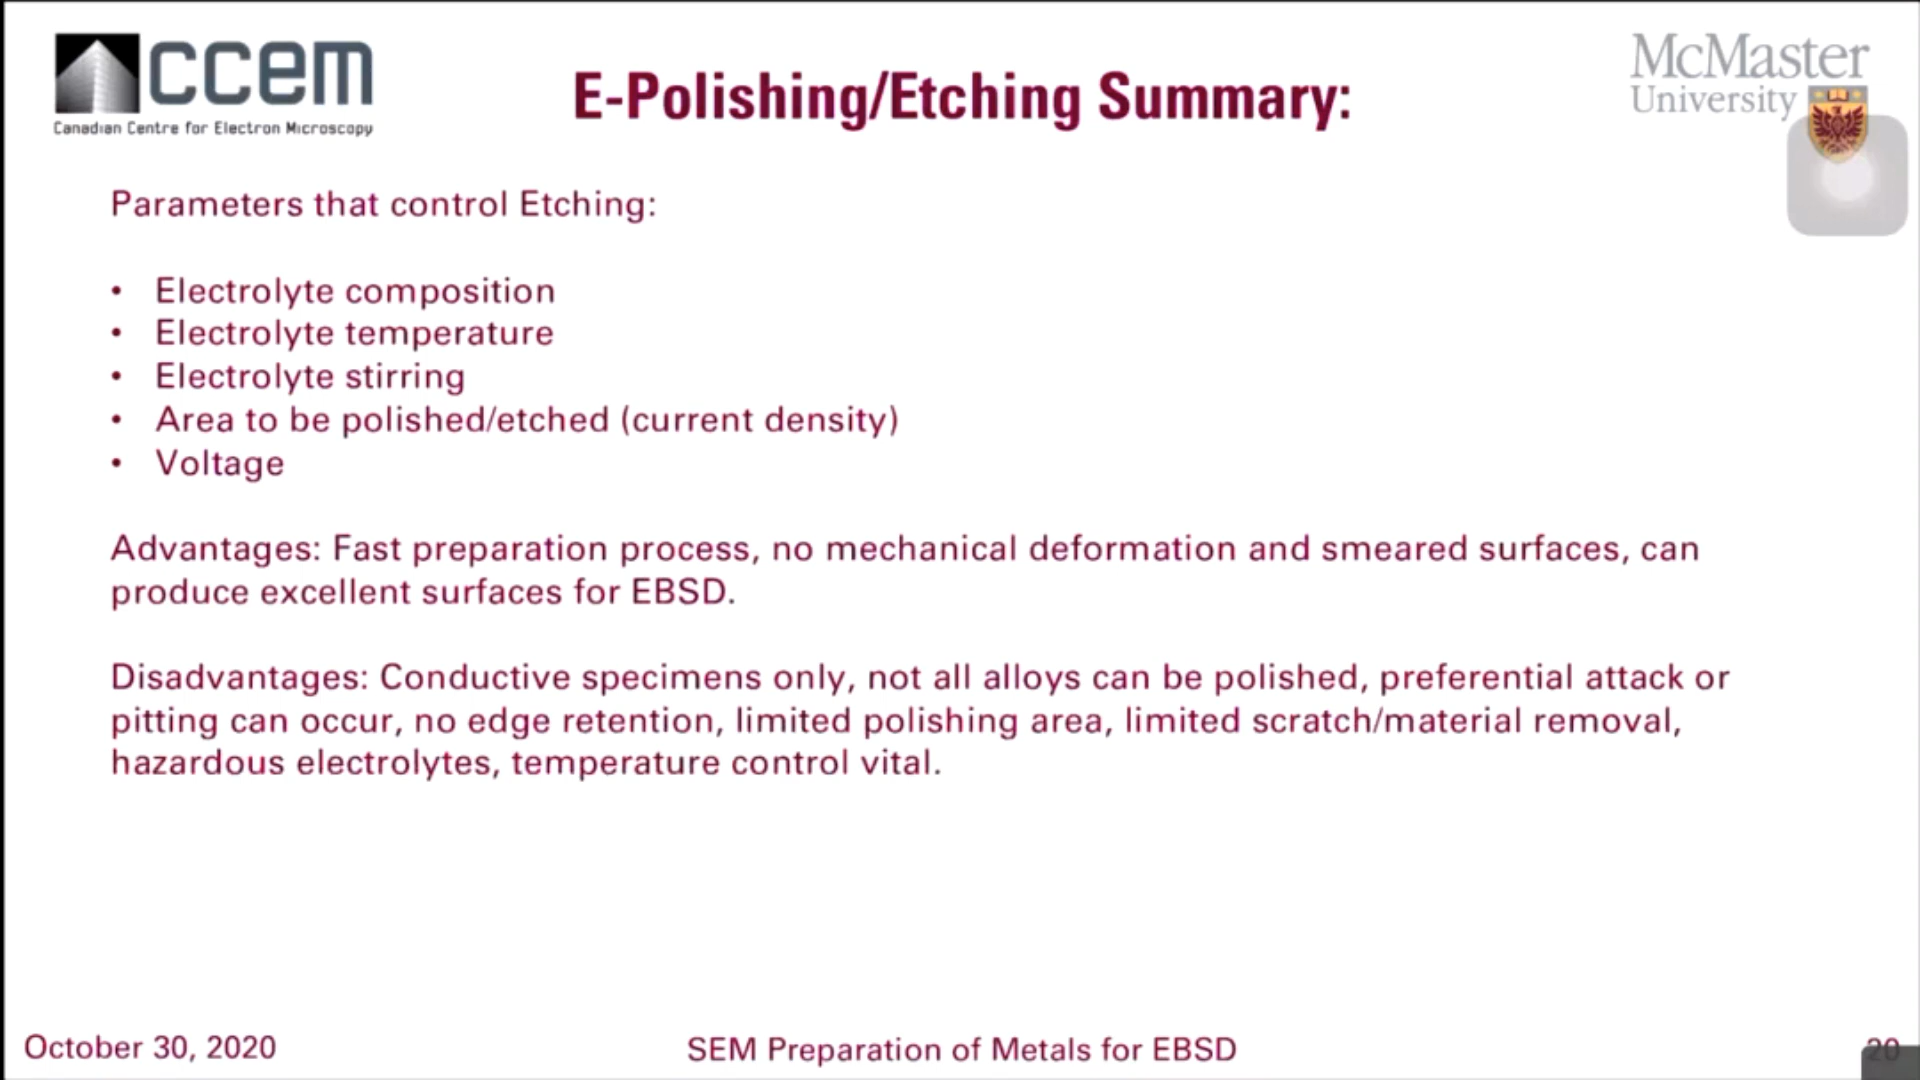 ccem
Canadian Centre for Electron Microscopy
E-Polishing/Etching Summary:
McMaster
University
Parameters that control Etching:
• Electrolyte composition
• Electrolyte temperature
• Electrolyte stirring
• Area to be polished/etched (current density)
• Voltage
Advantages: Fast preparation process, no mechanical deformation and smeared surfaces, can
produce excellent surfaces for EBSD.
Disadvantages: Conductive specimens only, not all alloys can be polished, preferential attack or
pitting can occur, no edge retention, limited polishing area, limited scratch/material removal,
hazardous electrolytes, temperature control vital.
October 30, 2020
SEM Preparation of Metals for EBSD
20